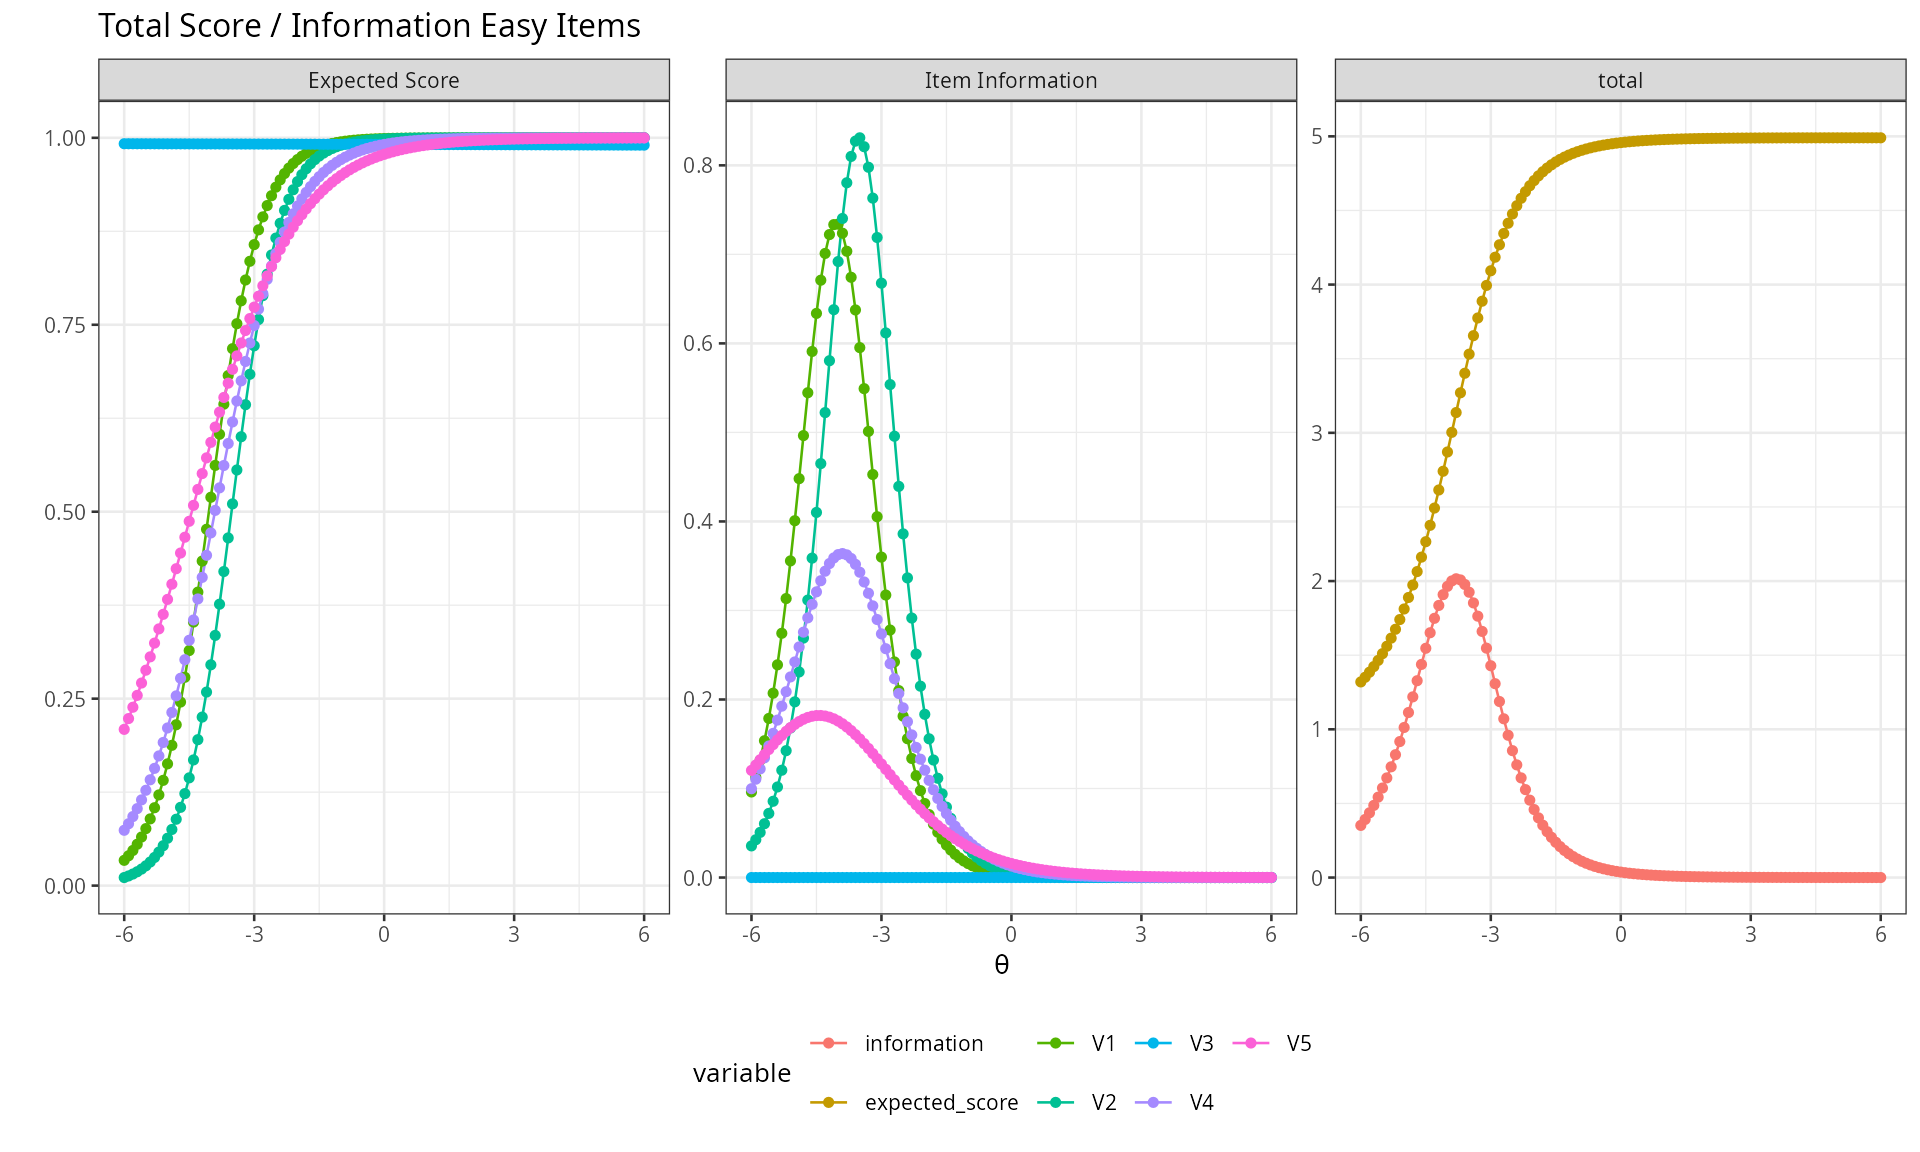 Total Score / Information Easy Items
Expected Score
Item Information
total
1.00
0.75
0.50
0.25
0.00
-6 -3 0 3 6
0.8
0.6
0.4
0.2
0.0
-6 -3 0 3 6
5
4
3
2
1
0
-6 -3 0 3 6
θ
variable
information V1 V3 V5
expected_score V2 V4